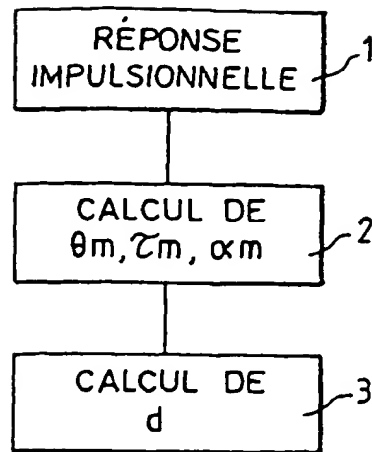 RÉPONSE
IMPULSIONNELLE
1
CALCUL DE
θm, τm, αm
2
CALCUL DE
d
3